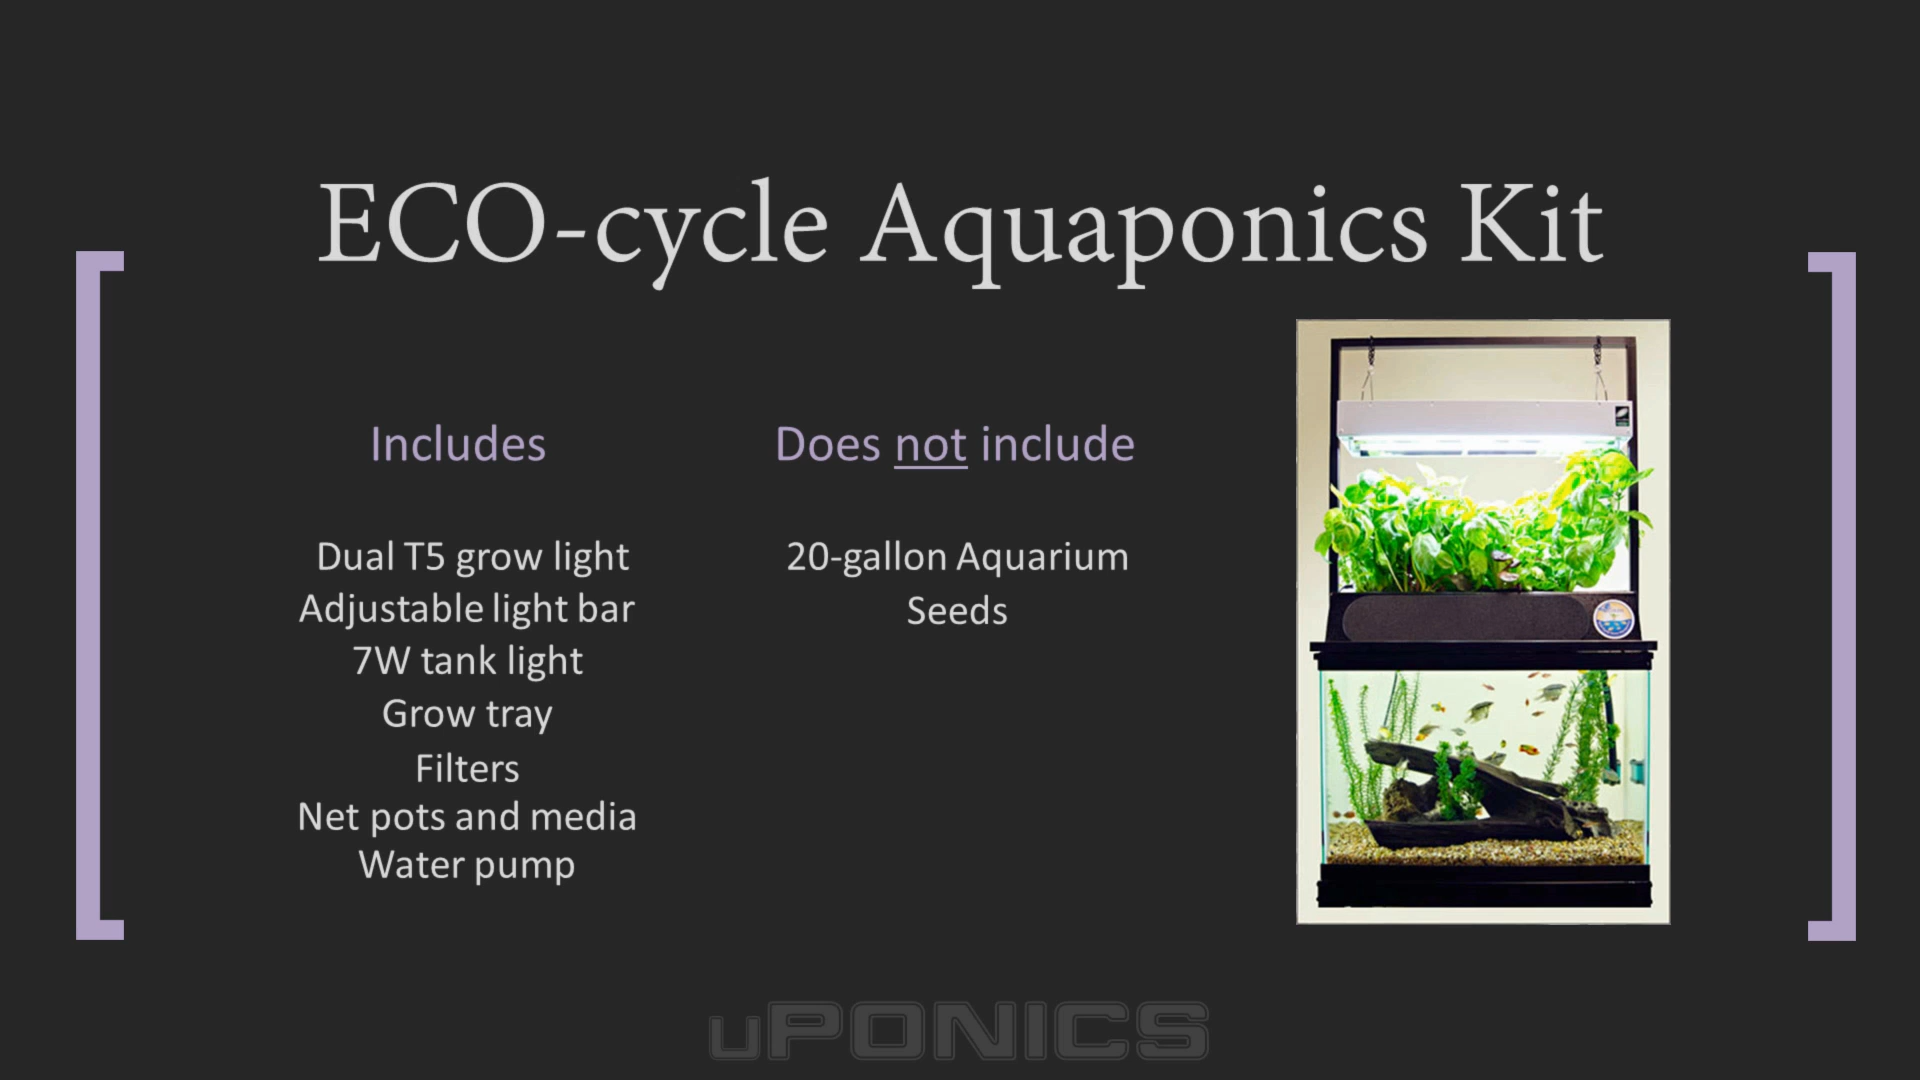 ECO-cycle Aquaponics Kit
Includes
Dual T5 grow light
Adjustable light bar
7W tank light
Grow tray
Filters
Net pots and media
Water pump
Does not include
20-gallon Aquarium
Seeds
uPONICS